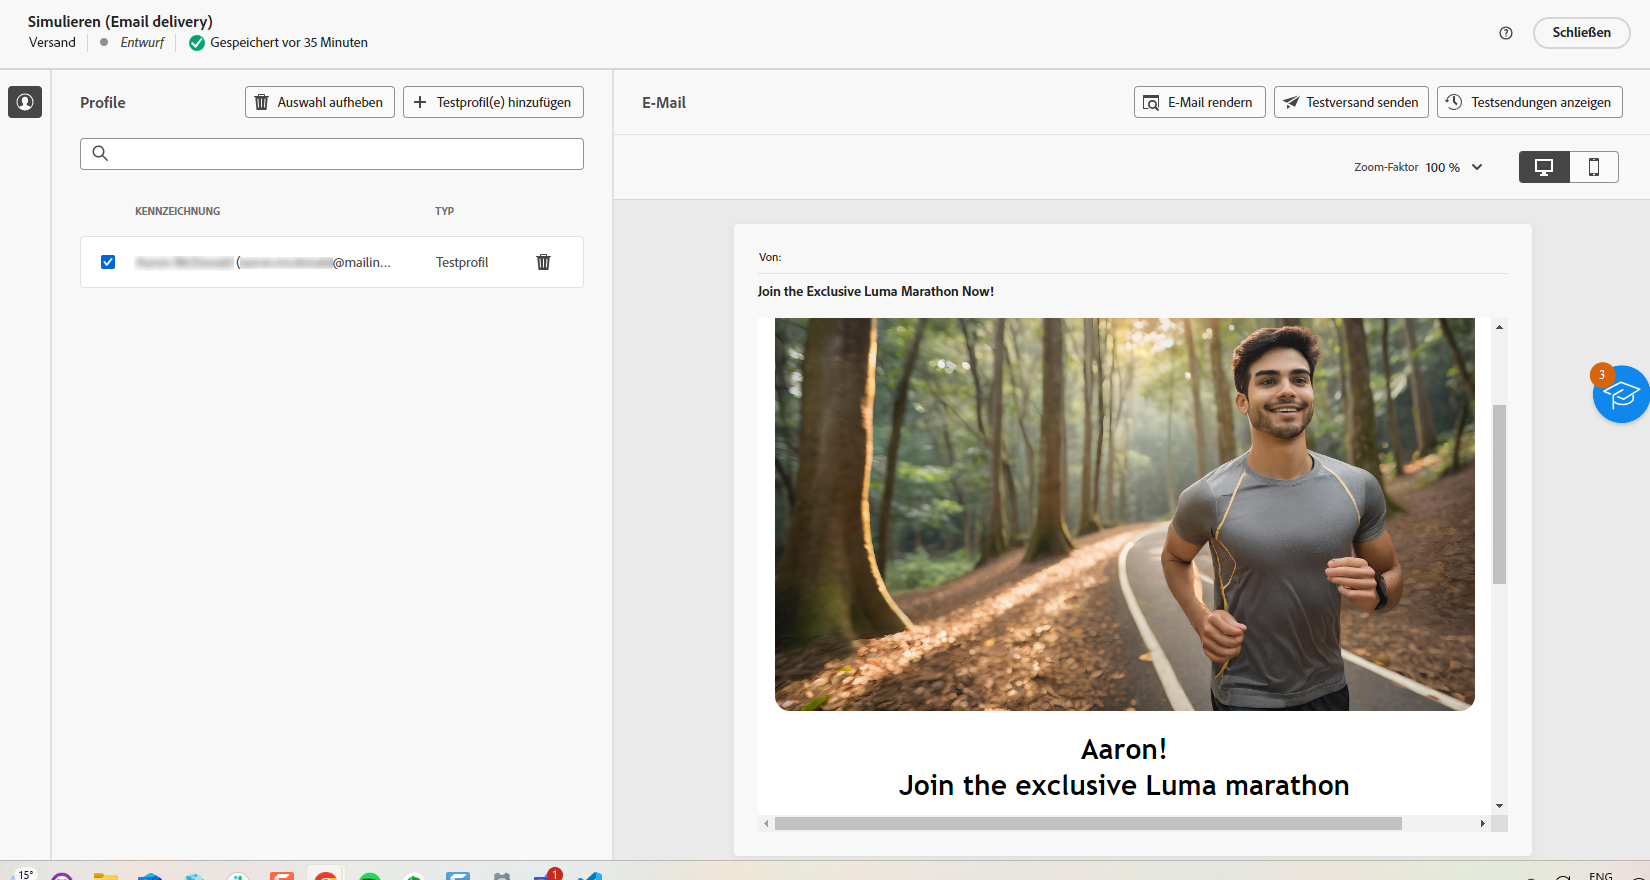 Simulieren (Email delivery)
Versand Entwurf Gespeichert vor 35 Minuten
Schließen
Profile
Auswahl aufheben
Testprofil(e) hinzufügen
E-Mail
E-Mail rendern
Testversand senden
Testsendungen anzeigen
Zoom-Faktor 100 %
KENNZEICHNUNG TYP
(
@mailin... Testprofil
Von:
Join the Exclusive Luma Marathon Now!
3
Aaron!
Join the exclusive Luma marathon
15°
1
ENG